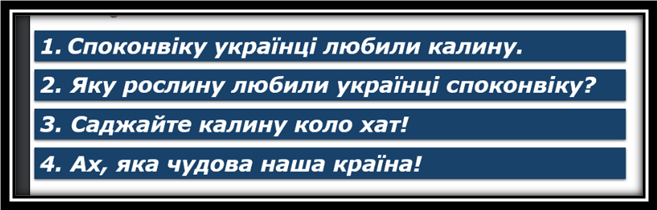 1. Споконвіку українці любили калину.
2. Яку рослину любили українці споконвіку?
3. Саджайте калину коло хат!
4. Ах, яка чудова наша країна!